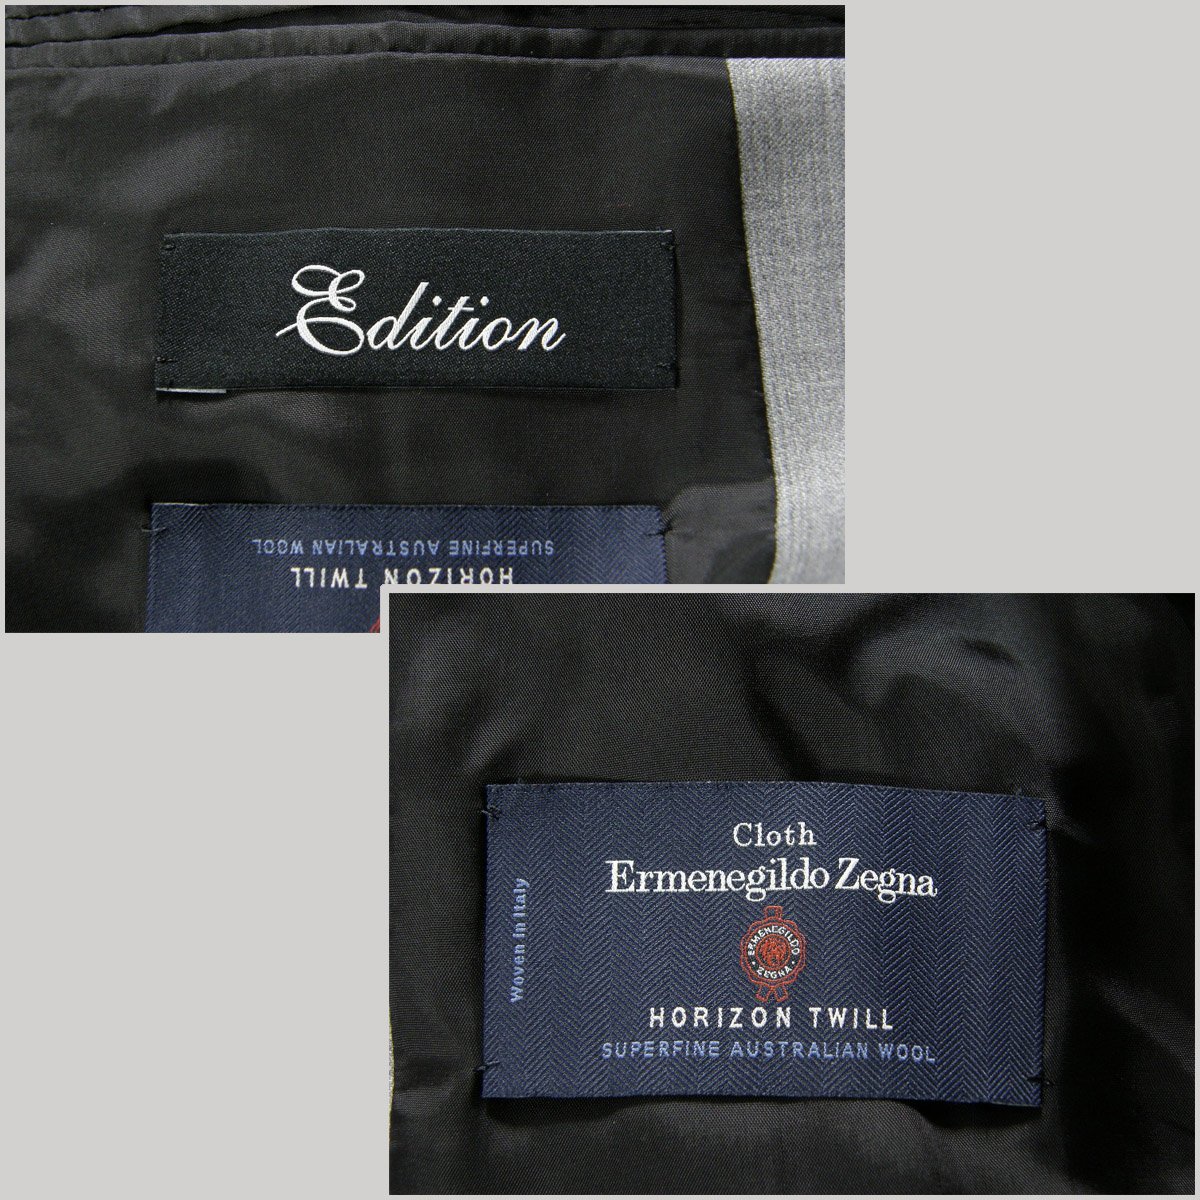 Edition
SUPERFINE AUSTRALIAN WOOL
HORIZON TWILL
Cloth
Ermenegildo Zegna
Woven in Italy
ERMENEGILDO
ZEGNA
HORIZON TWILL
SUPERFINE AUSTRALIAN WOOL